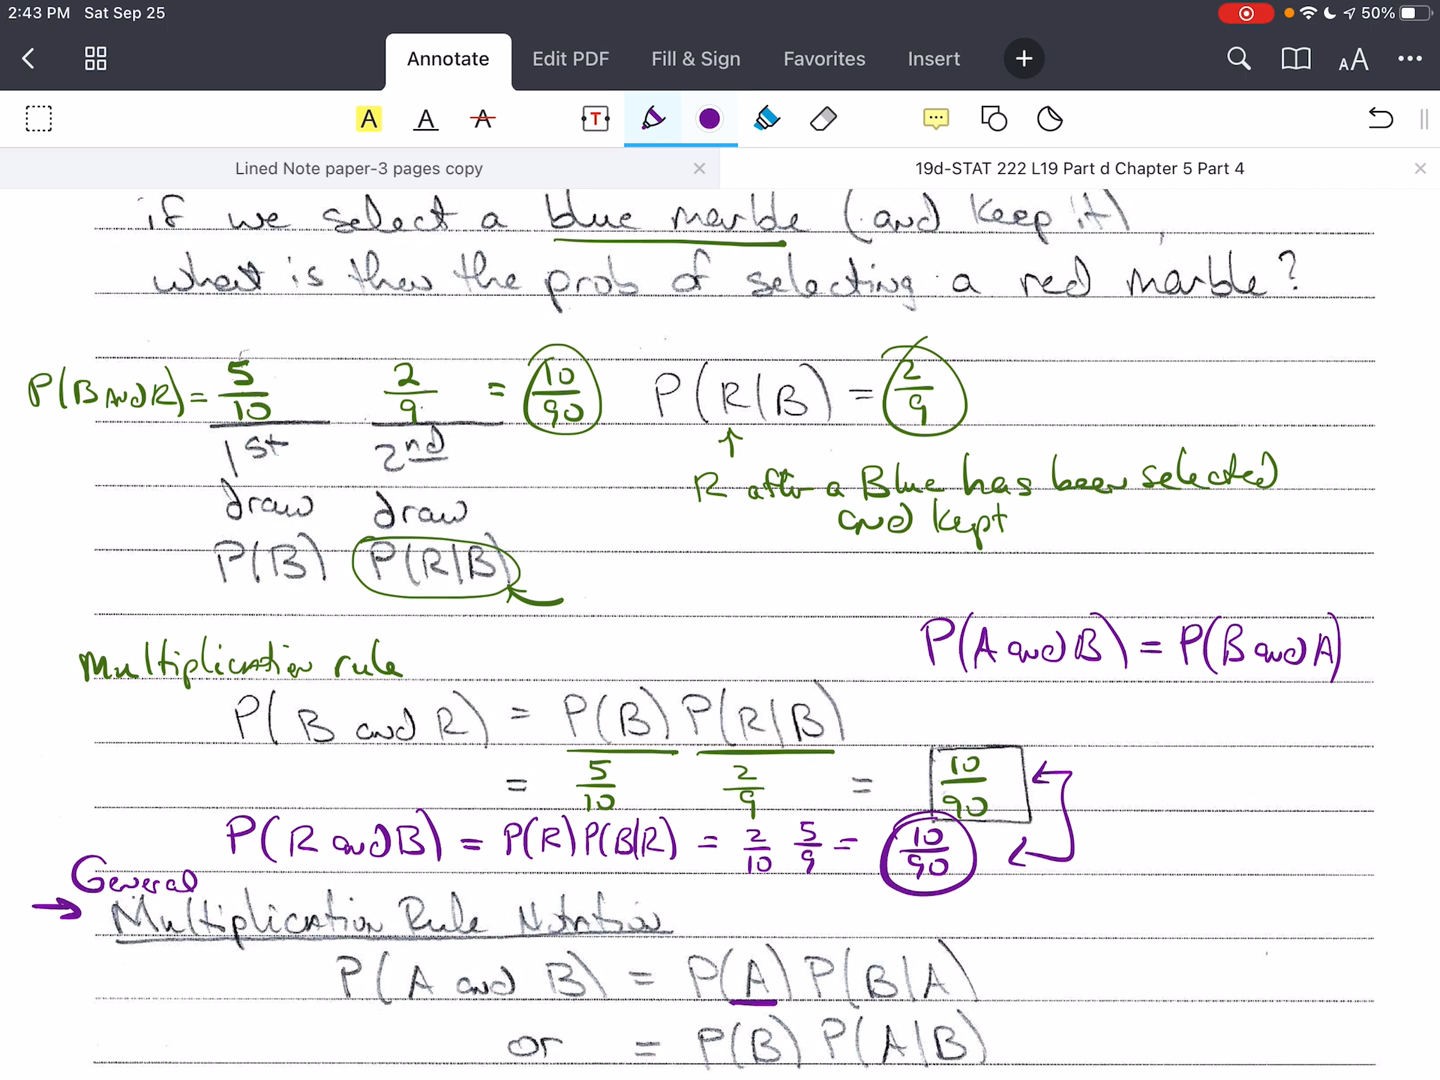 2:43 PM Sat Sep 25 50%
Annotate Edit PDF Fill & Sign Favorites Insert
A A A T AA
Lined Note paper-3 pages copy 19d-STAT 222 L19 Part d Chapter 5 Part 4
if we select a blue marble (and keep it),
what is then the prob of selecting a red marble?
P(B AND R) = 5/10 2/9 = 10/90 P(R|B) = 2/9
1st 2nd
R after a Blue has been selected
draw draw
and kept
P(B) P(R|B)
P(A and B) = P(B and A)
Multiplication rule
P(B and R) = P(B) P(R|B)
= 5/10 2/9 = 10/90
P(R and B) = P(R) P(B|R) = 2/10 5/9 = 10/90
General
→ Multiplication Rule Notation
P(A and B) = P(A) P(B|A)
or = P(B) P(A|B)